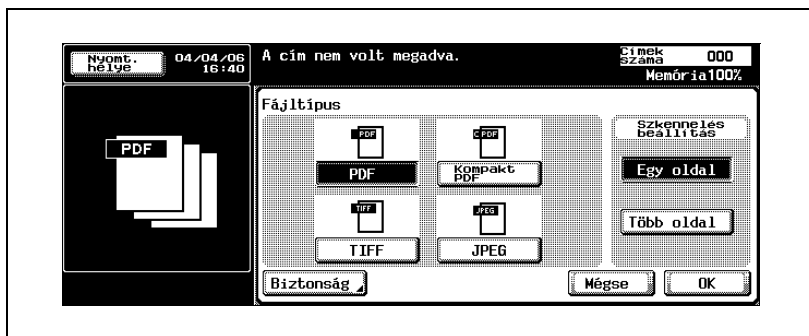 Nyomt. helye
04/04/06
16:40
A cím nem volt megadva.
Címek száma
000
Memória100%
Fájltípus
PDF
PDF
PDF
C PDF
Kompakt PDF
TIFF
TIFF
JPEG
JPEG
Szkennelés beállítás
Egy oldal
Több oldal
Biztonság
Mégse
OK